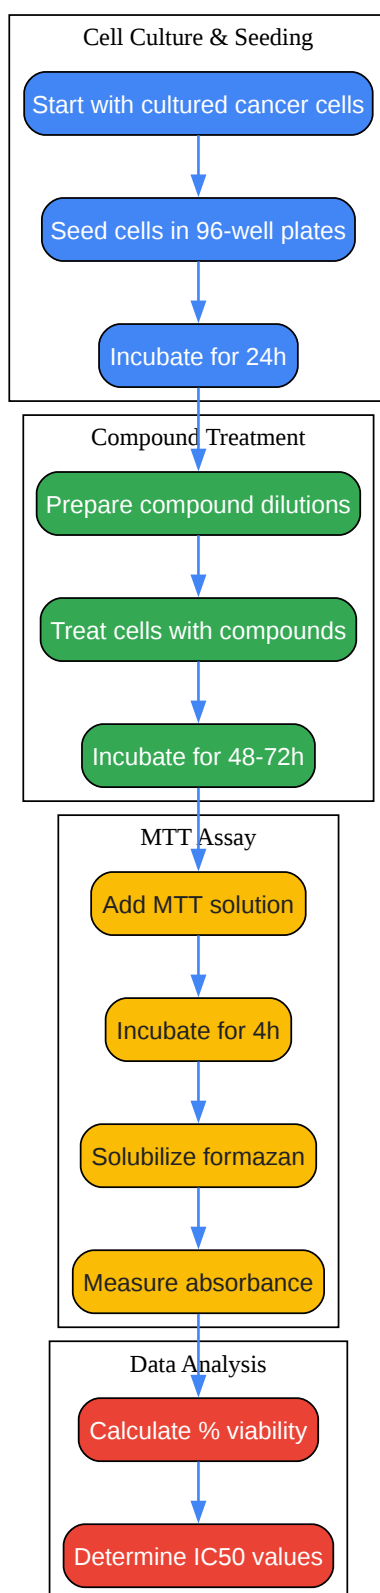 Cell Culture & Seeding
Start with cultured cancer cells
Seed cells in 96-well plates
Incubate for 24h
Compound Treatment
Prepare compound dilutions
Treat cells with compounds
Incubate for 48-72h
MTT Assay
Add MTT solution
Incubate for 4h
Solubilize formazan
Measure absorbance
Data Analysis
Calculate % viability
Determine IC50 values